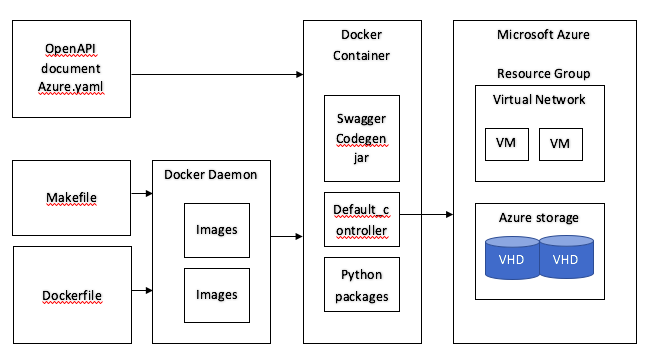 OpenAPI
document
Azure.yaml
Makefile
Dockerfile
Docker Daemon
Images
Images
Docker
Container
Swagger
Codegen
jar
Default_c
ontroller
Python
packages
Microsoft Azure
Resource Group
Virtual Network
VM
VM
Azure storage
VHD
VHD